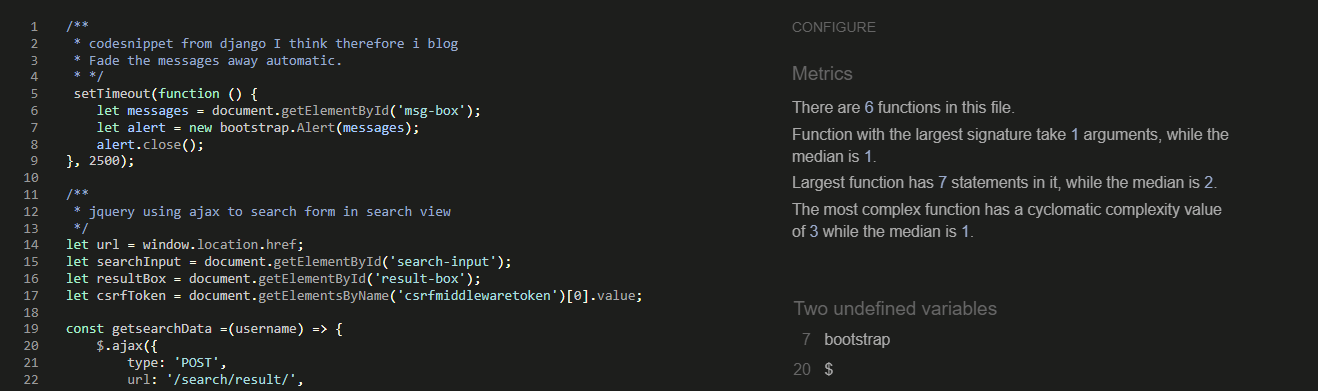 1 /**
2  * codesnippet from django I think therefore i blog
3  * Fade the messages away automatic.
4  * */
5  setTimeout(function () {
6     let messages = document.getElementById('msg-box');
7     let alert = new bootstrap.Alert(messages);
8     alert.close();
9 }, 2500);
10
11 /**
12  * jquery using ajax to search form in search view
13  */
14 let url = window.location.href;
15 let searchInput = document.getElementById('search-input');
16 let resultBox = document.getElementById('result-box');
17 let csrfToken = document.getElementsByName('csrfmiddlewaretoken')[0].value;
18
19 const getsearchData =(username) => {
20     $.ajax({
21         type: 'POST',
22         url: '/search/result/',
CONFIGURE
Metrics
There are 6 functions in this file.
Function with the largest signature take 1 arguments, while the
median is 1.
Largest function has 7 statements in it, while the median is 2.
The most complex function has a cyclomatic complexity value
of 3 while the median is 1.
Two undefined variables
7 bootstrap
20 $